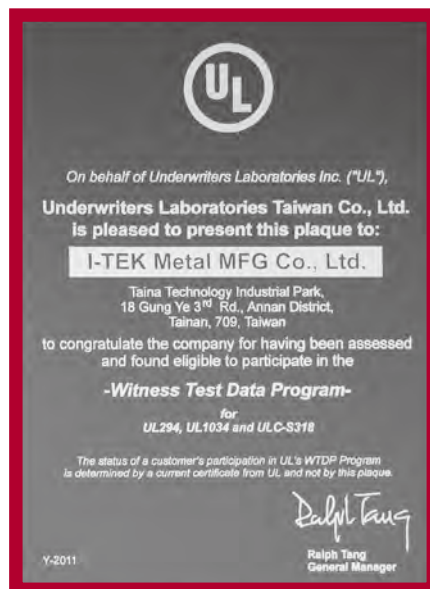 UL
On behalf of Underwriters Laboratories Inc. ("UL"),
Underwriters Laboratories Taiwan Co., Ltd.
is pleased to present this plaque to:
I-TEK Metal MFG Co., Ltd.
Taina Technology Industrial Park,
18 Gung Ye 3rd Rd., Annan District,
Tainan, 709, Taiwan
to congratulate the company for having been assessed
and found eligible to participate in the
-Witness Test Data Program-
for
UL294, UL1034 and ULC-S318
The status of a customer's participation in UL's WTDP Program
is determined by a current certificate from UL and not by this plaque.
Ralph Tang
Ralph Tang
Y-2011
General Manager